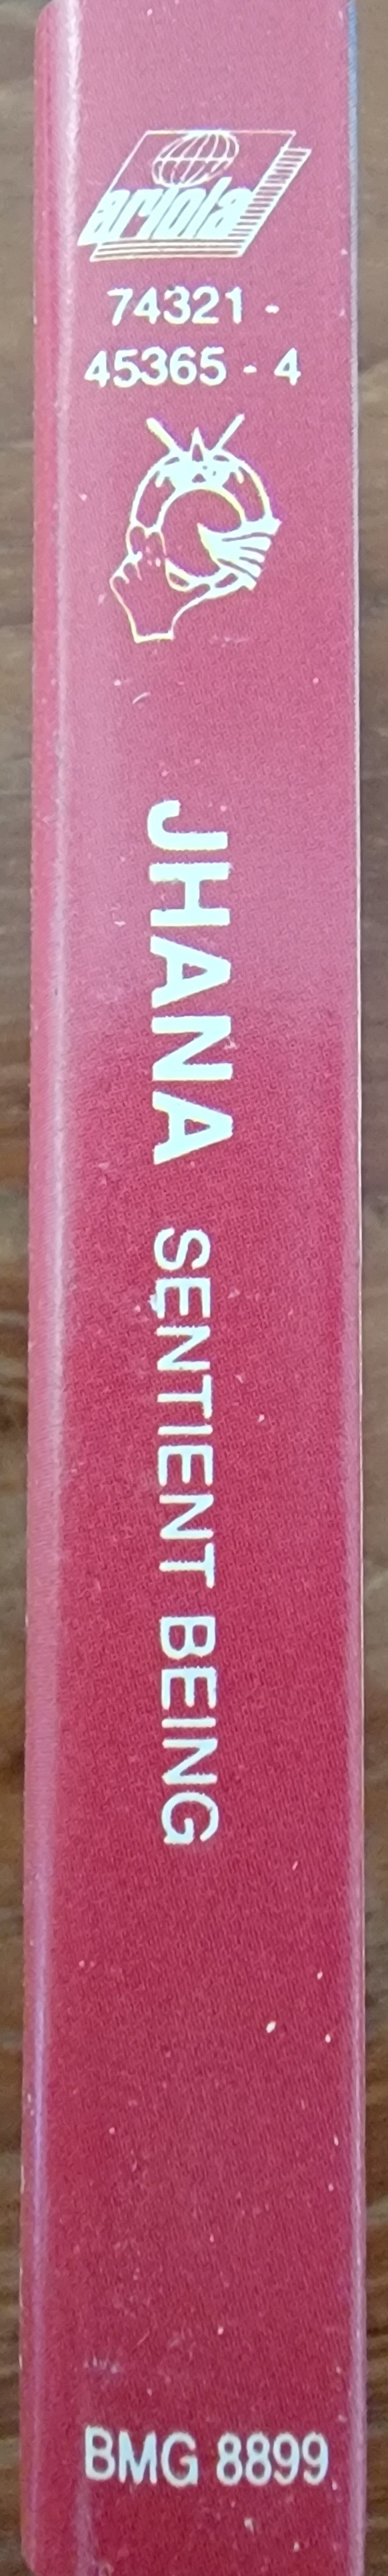 ariola
74321 -
45365 - 4
JHANA SENTIENT BEING
BMG 8899